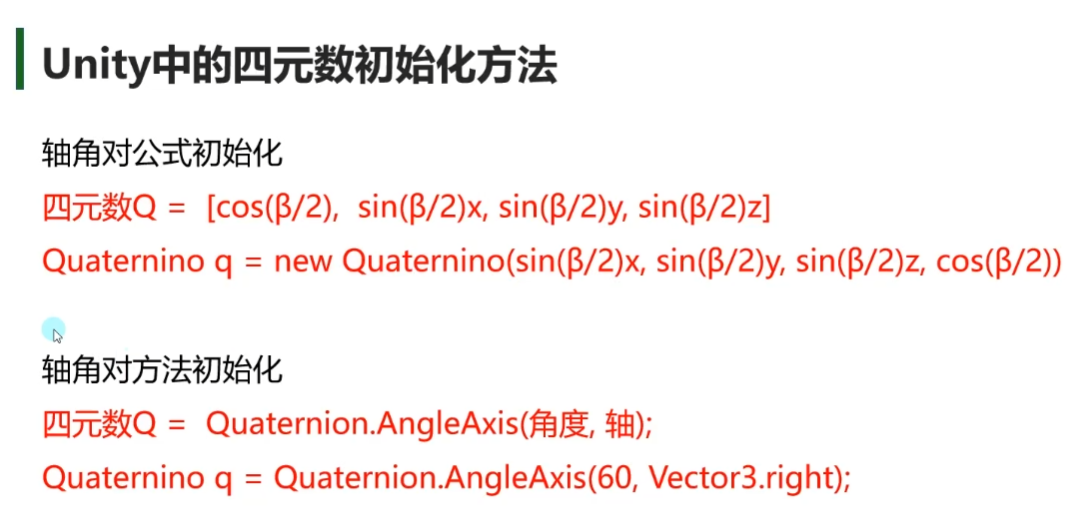 Unity中的四元数初始化方法
轴角对公式初始化
四元数Q = [cos(β/2), sin(β/2)x, sin(β/2)y, sin(β/2)z]
Quaternino q = new Quaternino(sin(β/2)x, sin(β/2)y, sin(β/2)z, cos(β/2))
轴角对方法初始化
四元数Q = Quaternion.AngleAxis(角度, 轴);
Quaternino q = Quaternion.AngleAxis(60, Vector3.right);